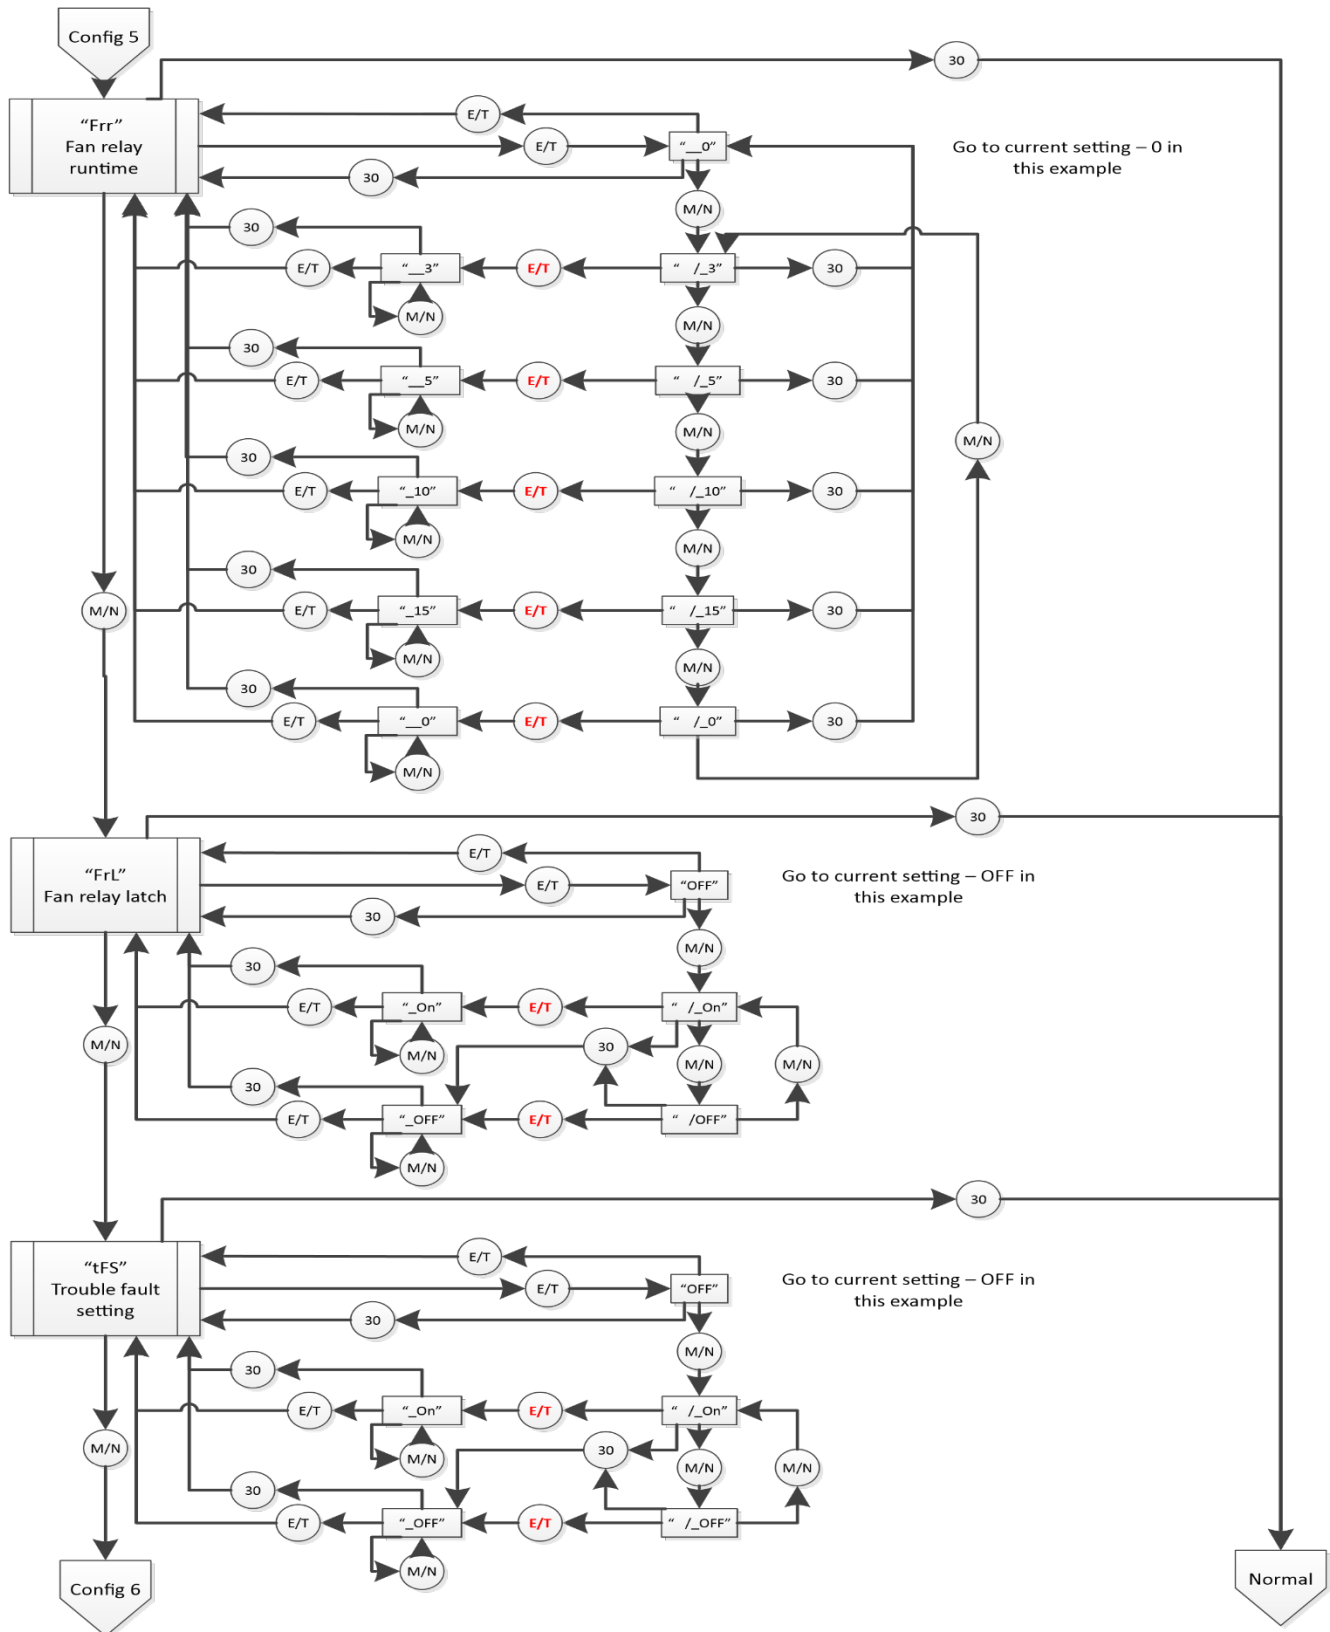 Config 5
30
“Frr”
Fan relay
runtime
E/T
E/T
“__0”
Go to current setting – 0 in
this example
30
M/N
30
E/T
“__3”
E/T
“ /_3”
30
M/N
M/N
30
E/T
“__5”
E/T
“ /_5”
30
M/N
M/N
M/N
30
E/T
“_10”
E/T
“ /_10”
30
M/N
M/N
30
M/N
E/T
“_15”
E/T
“ /_15”
30
M/N
M/N
30
E/T
“__0”
E/T
“ /_0”
30
M/N
30
“FrL”
Fan relay latch
E/T
E/T
“OFF”
Go to current setting – OFF in
this example
30
M/N
30
E/T
“_On”
E/T
“ /_On”
M/N
M/N
30
M/N
M/N
30
E/T
“_OFF”
E/T
“ /OFF”
M/N
30
“tFS”
Trouble fault
setting
E/T
E/T
“OFF”
Go to current setting – OFF in
this example
30
M/N
30
E/T
“_On”
E/T
“ /_On”
M/N
M/N
30
M/N
M/N
30
E/T
“_OFF”
E/T
“ /_OFF”
M/N
Config 6
Normal